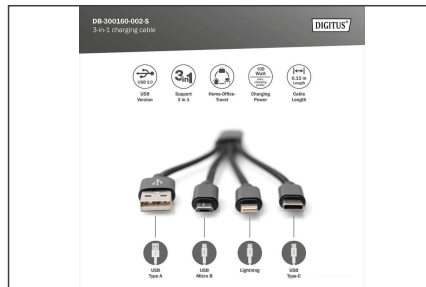 DB-300160-002-S
3-in-1 charging cable
DIGITUS®
USB 2.0
3in1
100
Watt
0.15 m
Length
USB
Version
Support
3 in 1
Home-Office-
Travel
Charging
Power
Cable
Length
USB
Type A
USB
Micro B
Lightning
USB
Type-C